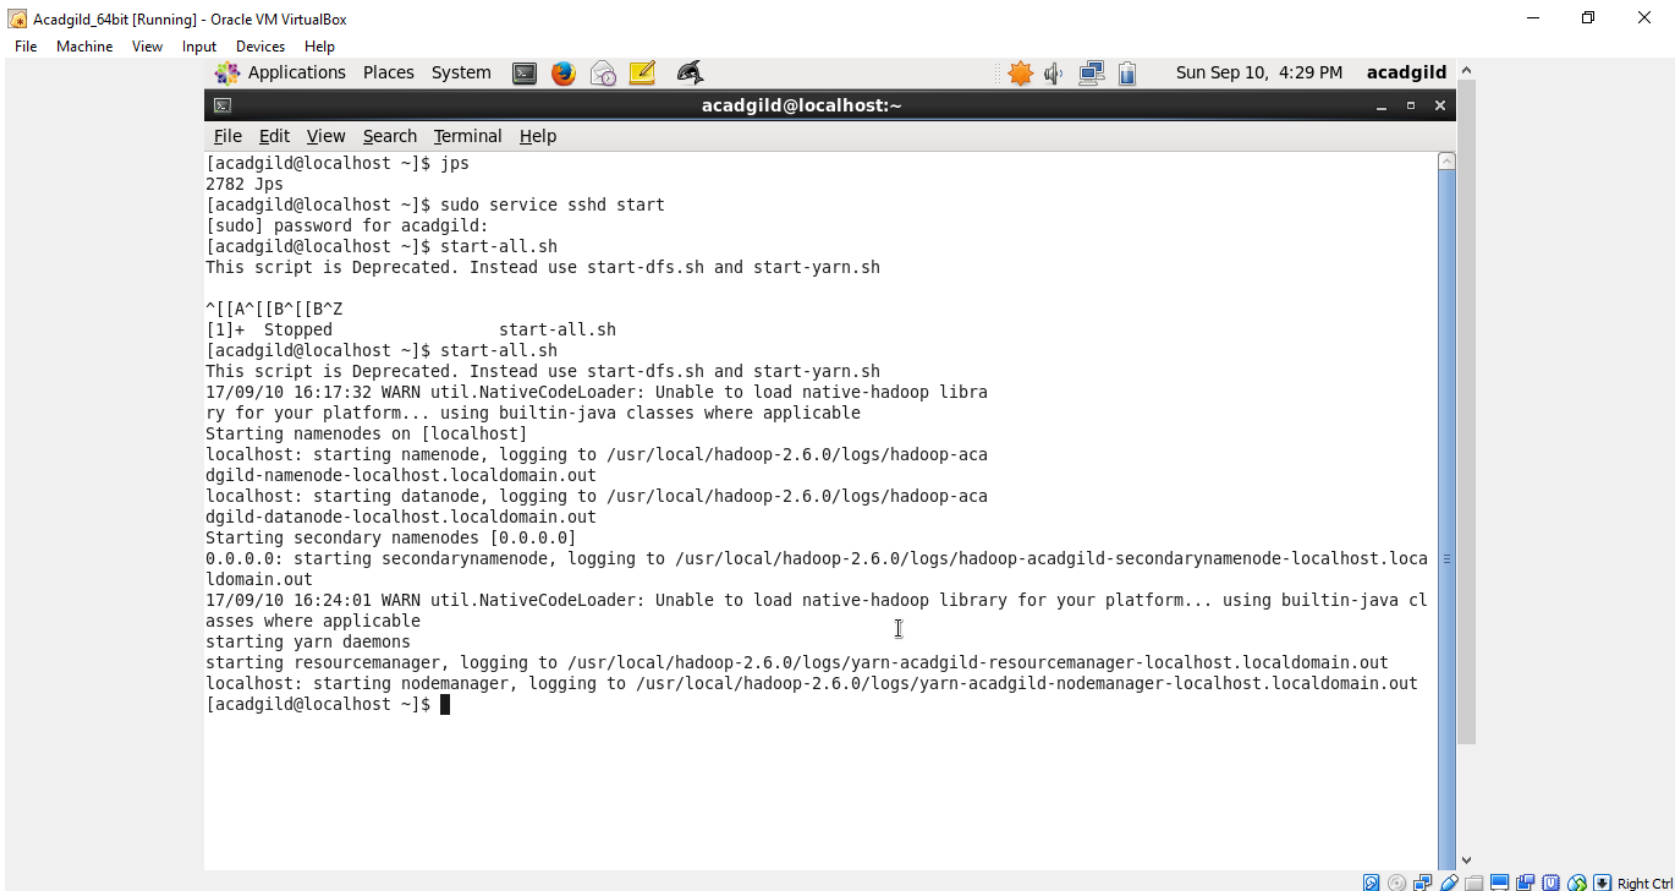 Acadgild_64bit [Running] - Oracle VM VirtualBox
File Machine View Input Devices Help
Applications Places System Sun Sep 10, 4:29 PM acadgild
acadgild@localhost:~
File Edit View Search Terminal Help
[acadgild@localhost ~]$ jps
2782 Jps
[acadgild@localhost ~]$ sudo service sshd start
[sudo] password for acadgild:
[acadgild@localhost ~]$ start-all.sh
This script is Deprecated. Instead use start-dfs.sh and start-yarn.sh
^[[A^[[B^[[B^Z
[1]+  Stopped                 start-all.sh
[acadgild@localhost ~]$ start-all.sh
This script is Deprecated. Instead use start-dfs.sh and start-yarn.sh
17/09/10 16:17:32 WARN util.NativeCodeLoader: Unable to load native-hadoop libra
ry for your platform... using builtin-java classes where applicable
Starting namenodes on [localhost]
localhost: starting namenode, logging to /usr/local/hadoop-2.6.0/logs/hadoop-aca
dgild-namenode-localhost.localdomain.out
localhost: starting datanode, logging to /usr/local/hadoop-2.6.0/logs/hadoop-aca
dgild-datanode-localhost.localdomain.out
Starting secondary namenodes [0.0.0.0]
0.0.0.0: starting secondarynamenode, logging to /usr/local/hadoop-2.6.0/logs/hadoop-acadgild-secondarynamenode-localhost.loca
ldomain.out
17/09/10 16:24:01 WARN util.NativeCodeLoader: Unable to load native-hadoop library for your platform... using builtin-java cl
asses where applicable
starting yarn daemons
starting resourcemanager, logging to /usr/local/hadoop-2.6.0/logs/yarn-acadgild-resourcemanager-localhost.localdomain.out
localhost: starting nodemanager, logging to /usr/local/hadoop-2.6.0/logs/yarn-acadgild-nodemanager-localhost.localdomain.out
[acadgild@localhost ~]$
Right Ctrl